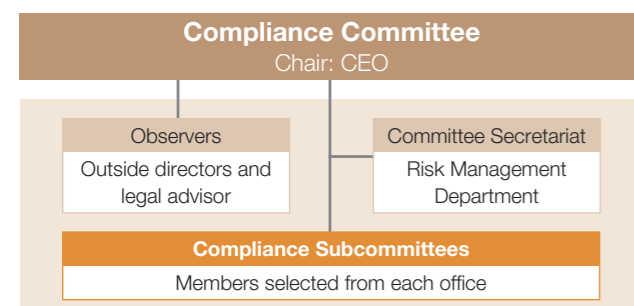 Compliance Committee
Chair: CEO
Observers
Outside directors and
legal advisor
Committee Secretariat
Risk Management
Department
Compliance Subcommittees
Members selected from each office